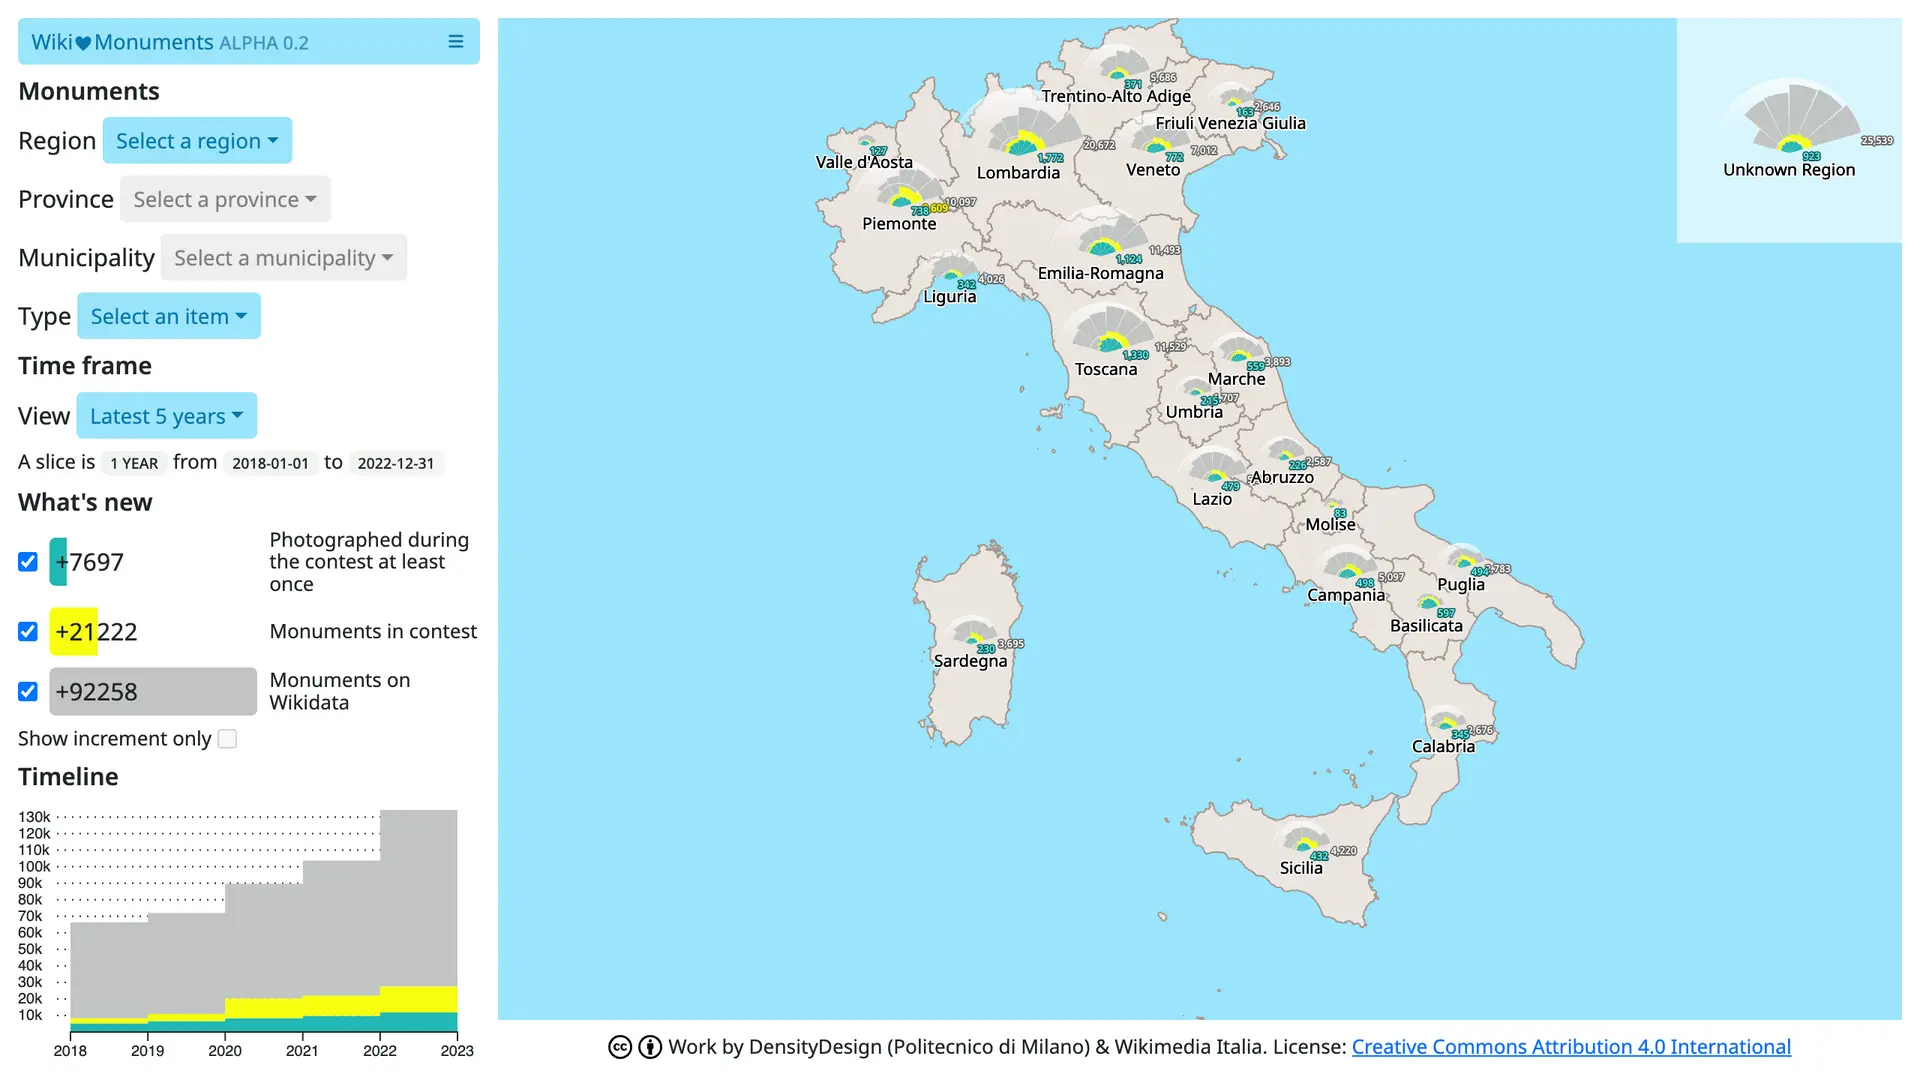 Wiki Monuments ALPHA 0.2
Monuments
Region Select a region
Province Select a province
Municipality Select a municipality
Type Select an item
Time frame
View Latest 5 years
A slice is 1 YEAR from 2018-01-01 to 2022-12-31
What's new
+7697
Photographed during
the contest at least
once
+21222
Monuments in contest
+92258
Monuments on
Wikidata
Show increment only
Timeline
130k
120k
110k
100k
90k
80k
70k
60k
50k
40k
30k
20k
10k
2018 2019 2020 2021 2022 2023
371 5,686
Trentino-Alto Adige
163 2,646
Friuli Venezia Giulia
127
Valle d'Aosta
1,772 20,672
Lombardia
772 7,012
Veneto
738 609 10,097
Piemonte
1,124 11,493
Emilia-Romagna
342 4,026
Liguria
1,330 11,529
Toscana
559 3,893
Marche
215
Umbria
226 2,587
Abruzzo
479
Lazio
83
Molise
498 5,097
Campania
494
Puglia
597
Basilicata
230 3,695
Sardegna
345 2,676
Calabria
432 4,220
Sicilia
923 25,539
Unknown Region
Work by DensityDesign (Politecnico di Milano) & Wikimedia Italia. License: Creative Commons Attribution 4.0 International